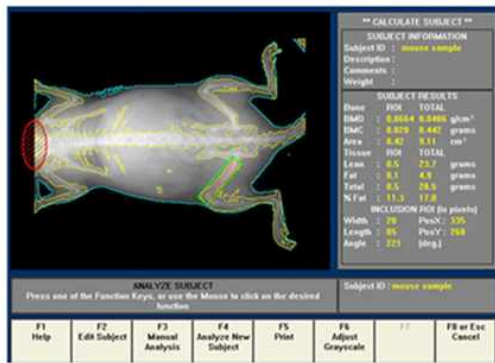 ** CALCULATE SUBJECT **
SUBJECT INFORMATION
Subject ID : mouse sample
Description :
Comments :
Weight :
SUBJECT RESULTS
Bone ROI TOTAL
BMD : 0.0664 0.0486 g/cm²
BMC : 0.028 0.442 grams
Area : 0.42 9.11 cm²
Tissue ROI TOTAL
Lean : 0.5 23.7 grams
Fat : 0.1 4.8 grams
Total : 0.5 28.5 grams
% Fat : 11.3 17.0
INCLUSION ROI (in pixels)
Width : 20 PosX : 335
Length : 85 PosY : 260
Angle : 221 (deg.)
ANALYZE SUBJECT
Press one of the Function Keys, or use the Mouse to click on the desired
function
Subject ID : mouse sample
F1
Help
F2
Edit Subject
F3
Manual
Analysis
F4
Analyze New
Subject
F5
Print
F6
Adjust
Grayscale
F7
F8 or Esc
Cancel